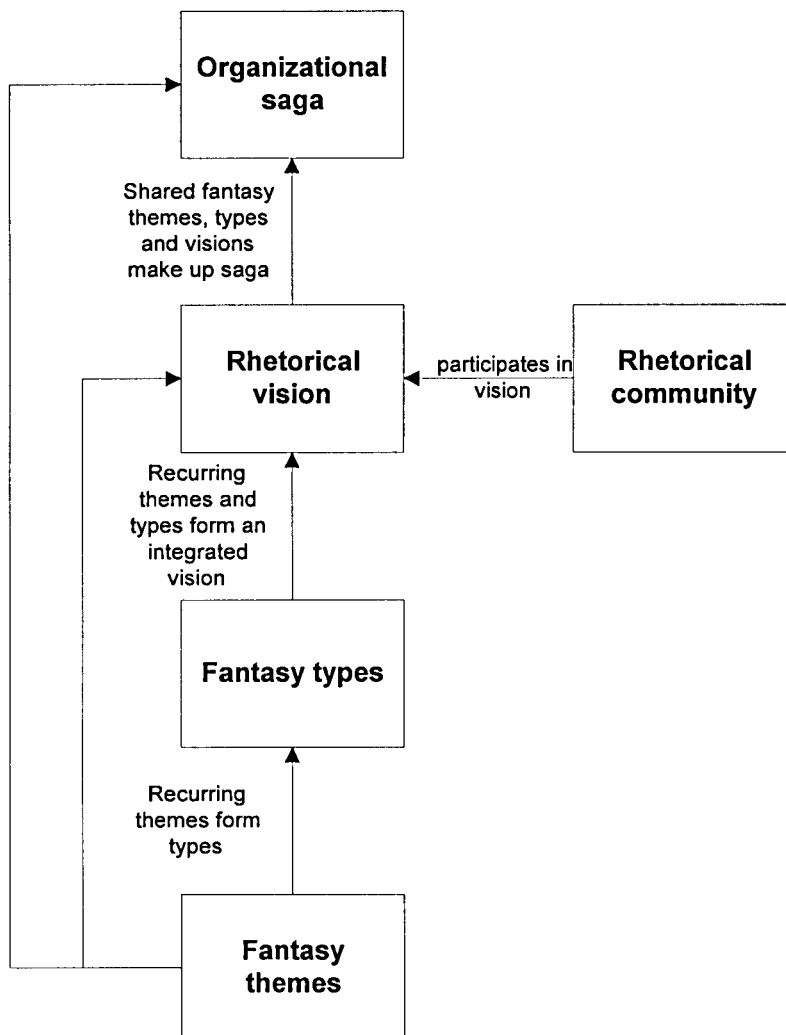 Organizational
saga
Shared fantasy
themes, types
and visions
make up saga
Rhetorical
vision
participates in
vision
Rhetorical
community
Recurring
themes and
types form an
integrated
vision
Fantasy types
Recurring
themes form
types
Fantasy
themes